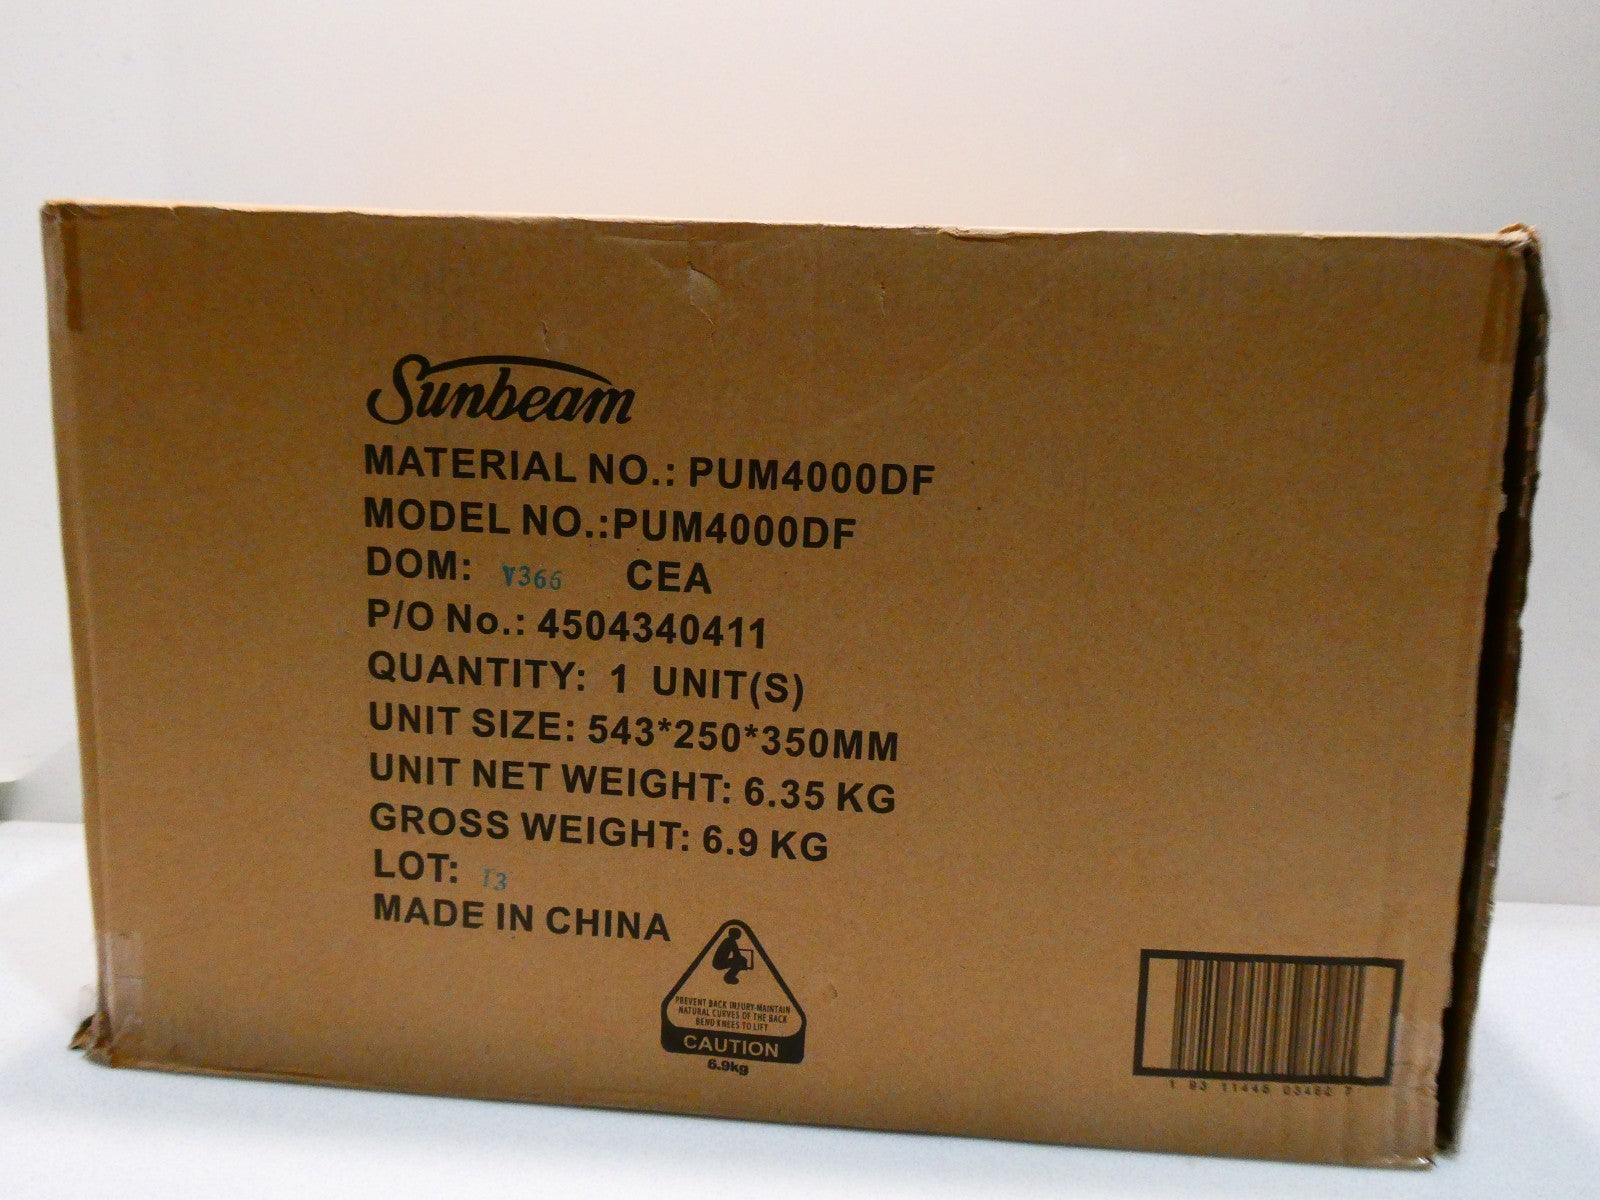 Sunbeam
MATERIAL NO.: PUM4000DF
MODEL NO.:PUM4000DF
DOM: V366 CEA
P/O No.: 4504340411
QUANTITY: 1 UNIT(S)
UNIT SIZE: 543*250*350MM
UNIT NET WEIGHT: 6.35 KG
GROSS WEIGHT: 6.9 KG
LOT: T3
MADE IN CHINA
PREVENT BACK INJURY-MAINTAIN
NATURAL CURVES OF THE BACK
BEND KNEES TO LIFT
CAUTION
6.9kg